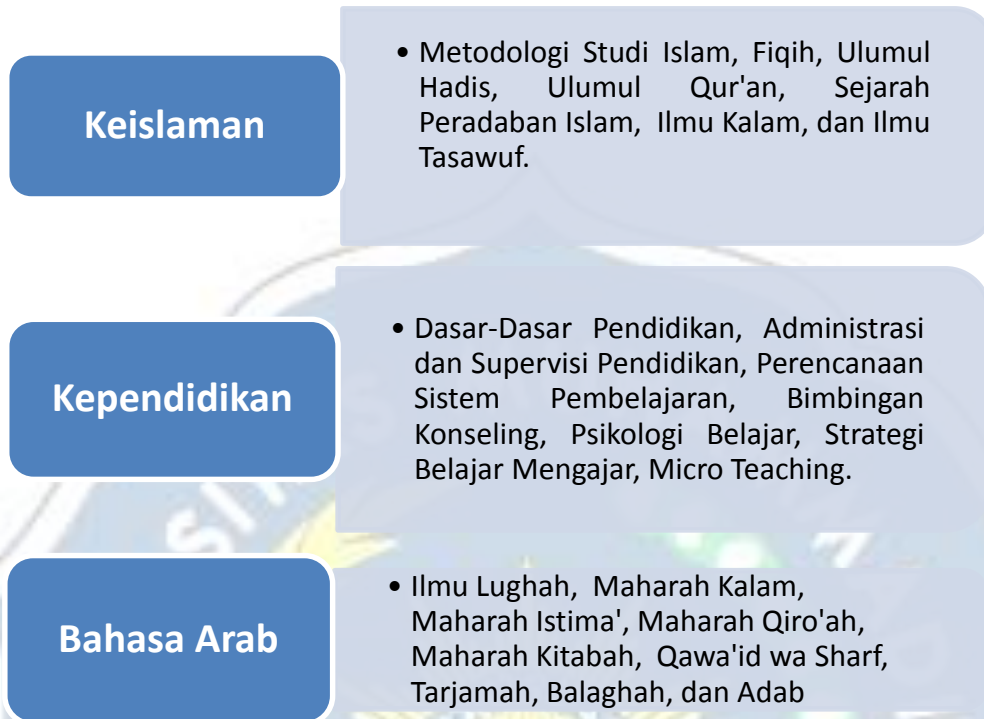 Keislaman
• Metodologi Studi Islam, Fiqih, Ulumul
Hadis, Ulumul Qur'an, Sejarah
Peradaban Islam, Ilmu Kalam, dan Ilmu
Tasawuf.
Kependidikan
• Dasar-Dasar Pendidikan, Administrasi
dan Supervisi Pendidikan, Perencanaan
Sistem Pembelajaran, Bimbingan
Konseling, Psikologi Belajar, Strategi
Belajar Mengajar, Micro Teaching.
Bahasa Arab
• Ilmu Lughah, Maharah Kalam,
Maharah Istima', Maharah Qiro'ah,
Maharah Kitabah, Qawa'id wa Sharf,
Tarjamah, Balaghah, dan Adab